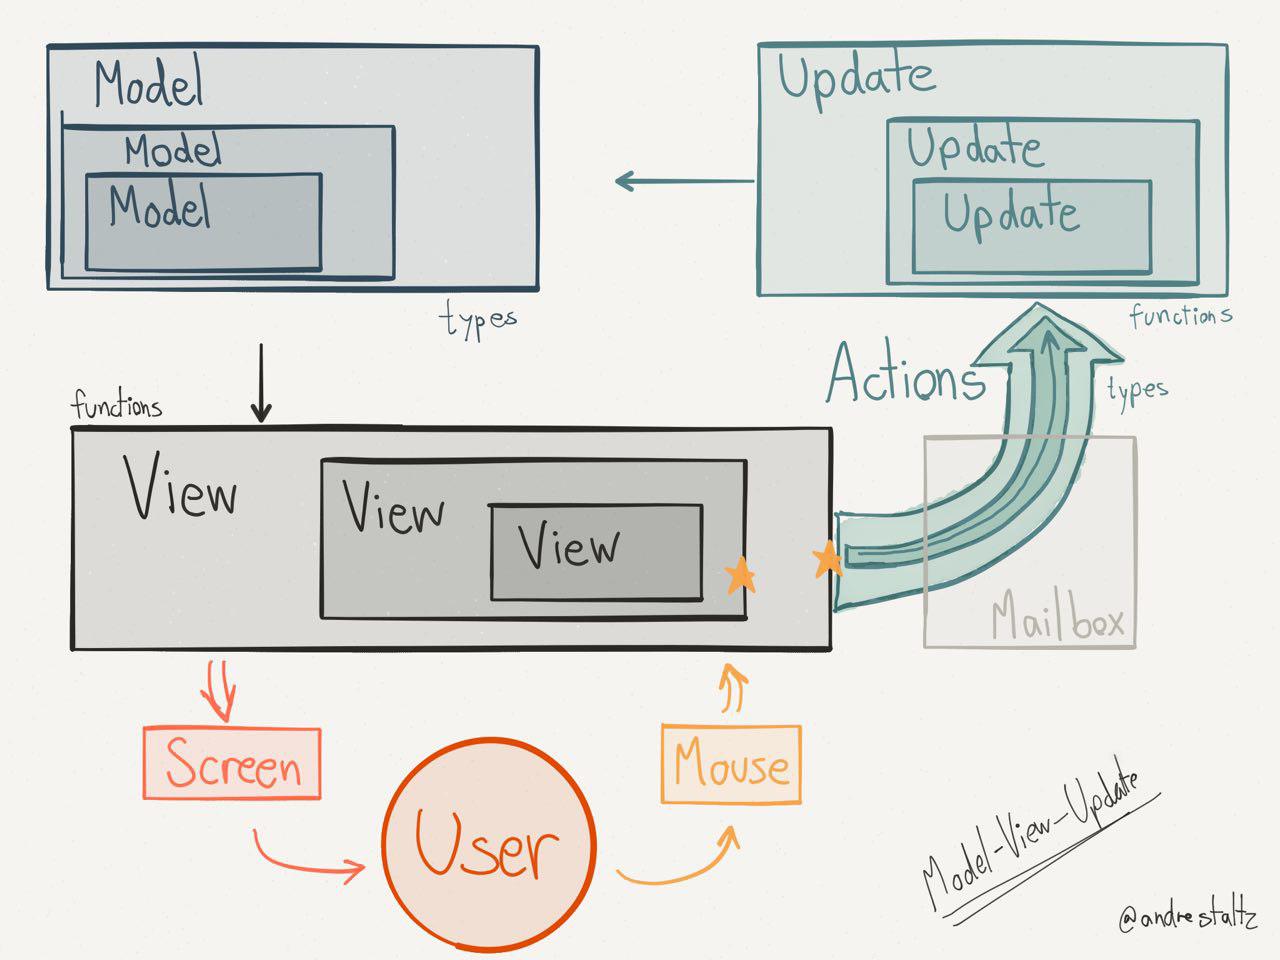 Model
Model
Model
types
Update
Update
Update
functions
Actions
types
functions
View
View
View
Mailbox
Screen
User
Mouse
Model-View-Update
@andrestaltz